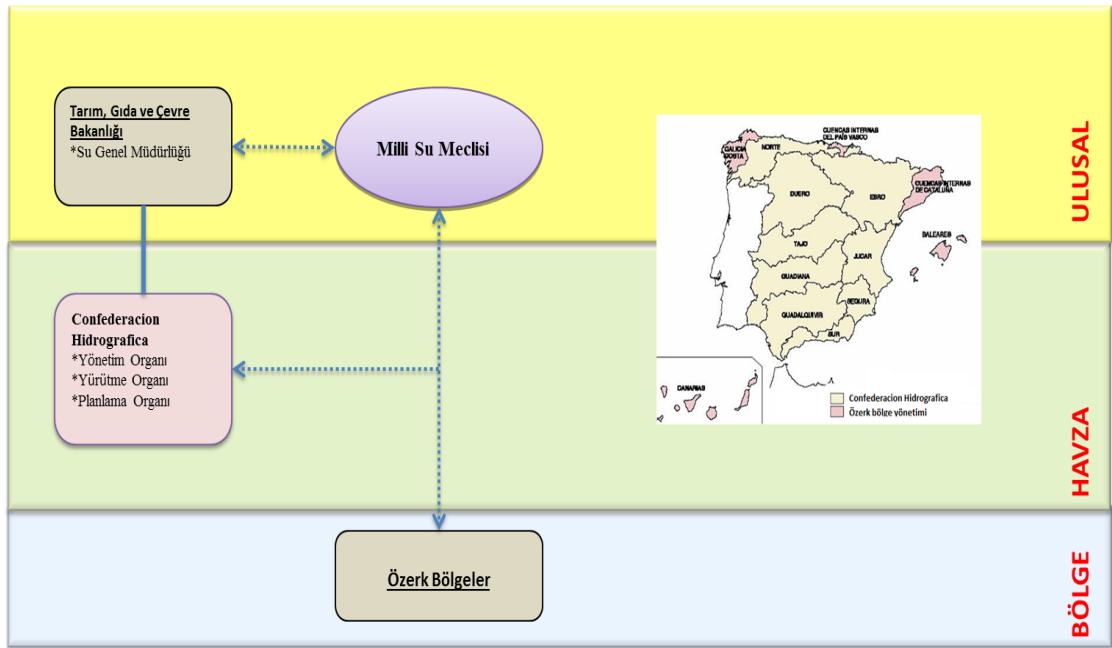 Tarım, Gıda ve Çevre
Bakanlığı
*Su Genel Müdürlüğü
Milli Su Meclisi
ULUSAL
CUENCAS INTERNAS
DEL PAÍS VASCO
GALICIA
COSTA
NORTE
CUENCAS INTERNAS
DE CATALUÑA
DUERO
EBRO
BALEARES
TAJO
JUCAR
GUADIANA
SEGURA
GUADALQUIVIR
SUR
CANARIAS
Confederacion Hidrografica
Özerk bölge yönetimi
Confederacion
Hidrografica
*Yönetim Organı
*Yürütme Organı
*Planlama Organı
HAVZA
Özerk Bölgeler
BÖLGE